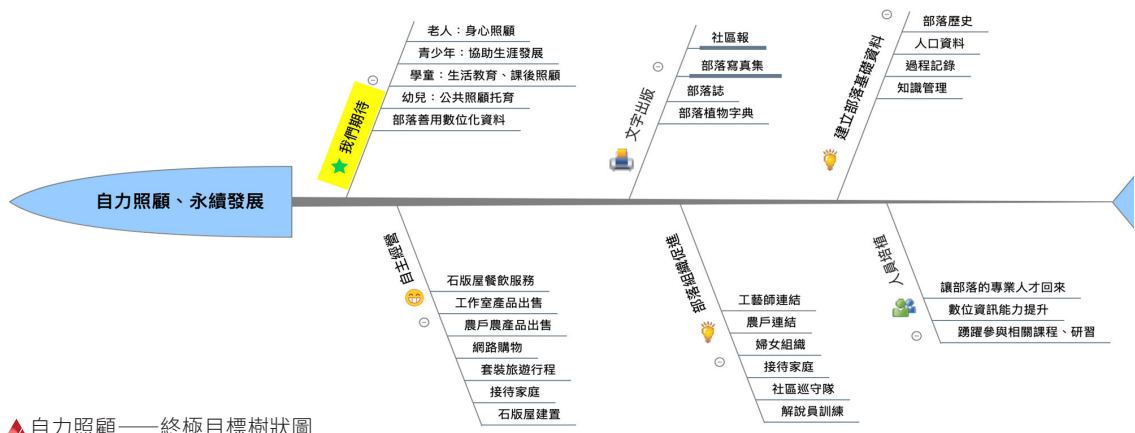 自力照顧、永續發展
我們期待
老人：身心照顧
青少年：協助生涯發展
學童：生活教育、課後照顧
幼兒：公共照顧托育
部落善用數位化資料
文字出版
社區報
部落寫真集
部落誌
部落植物字典
建立部落基礎資料
部落歷史
人口資料
過程記錄
知識管理
自主經營
石版屋餐飲服務
工作室產品出售
農戶農產品出售
網路購物
套裝旅遊行程
接待家庭
石版屋建置
部落組織促進
工藝師連結
農戶連結
婦女組織
接待家庭
社區巡守隊
解說員訓練
人員培植
讓部落的專業人才回來
數位資訊能力提升
踴躍參與相關課程、研習
自力照顧——終極目標樹狀圖